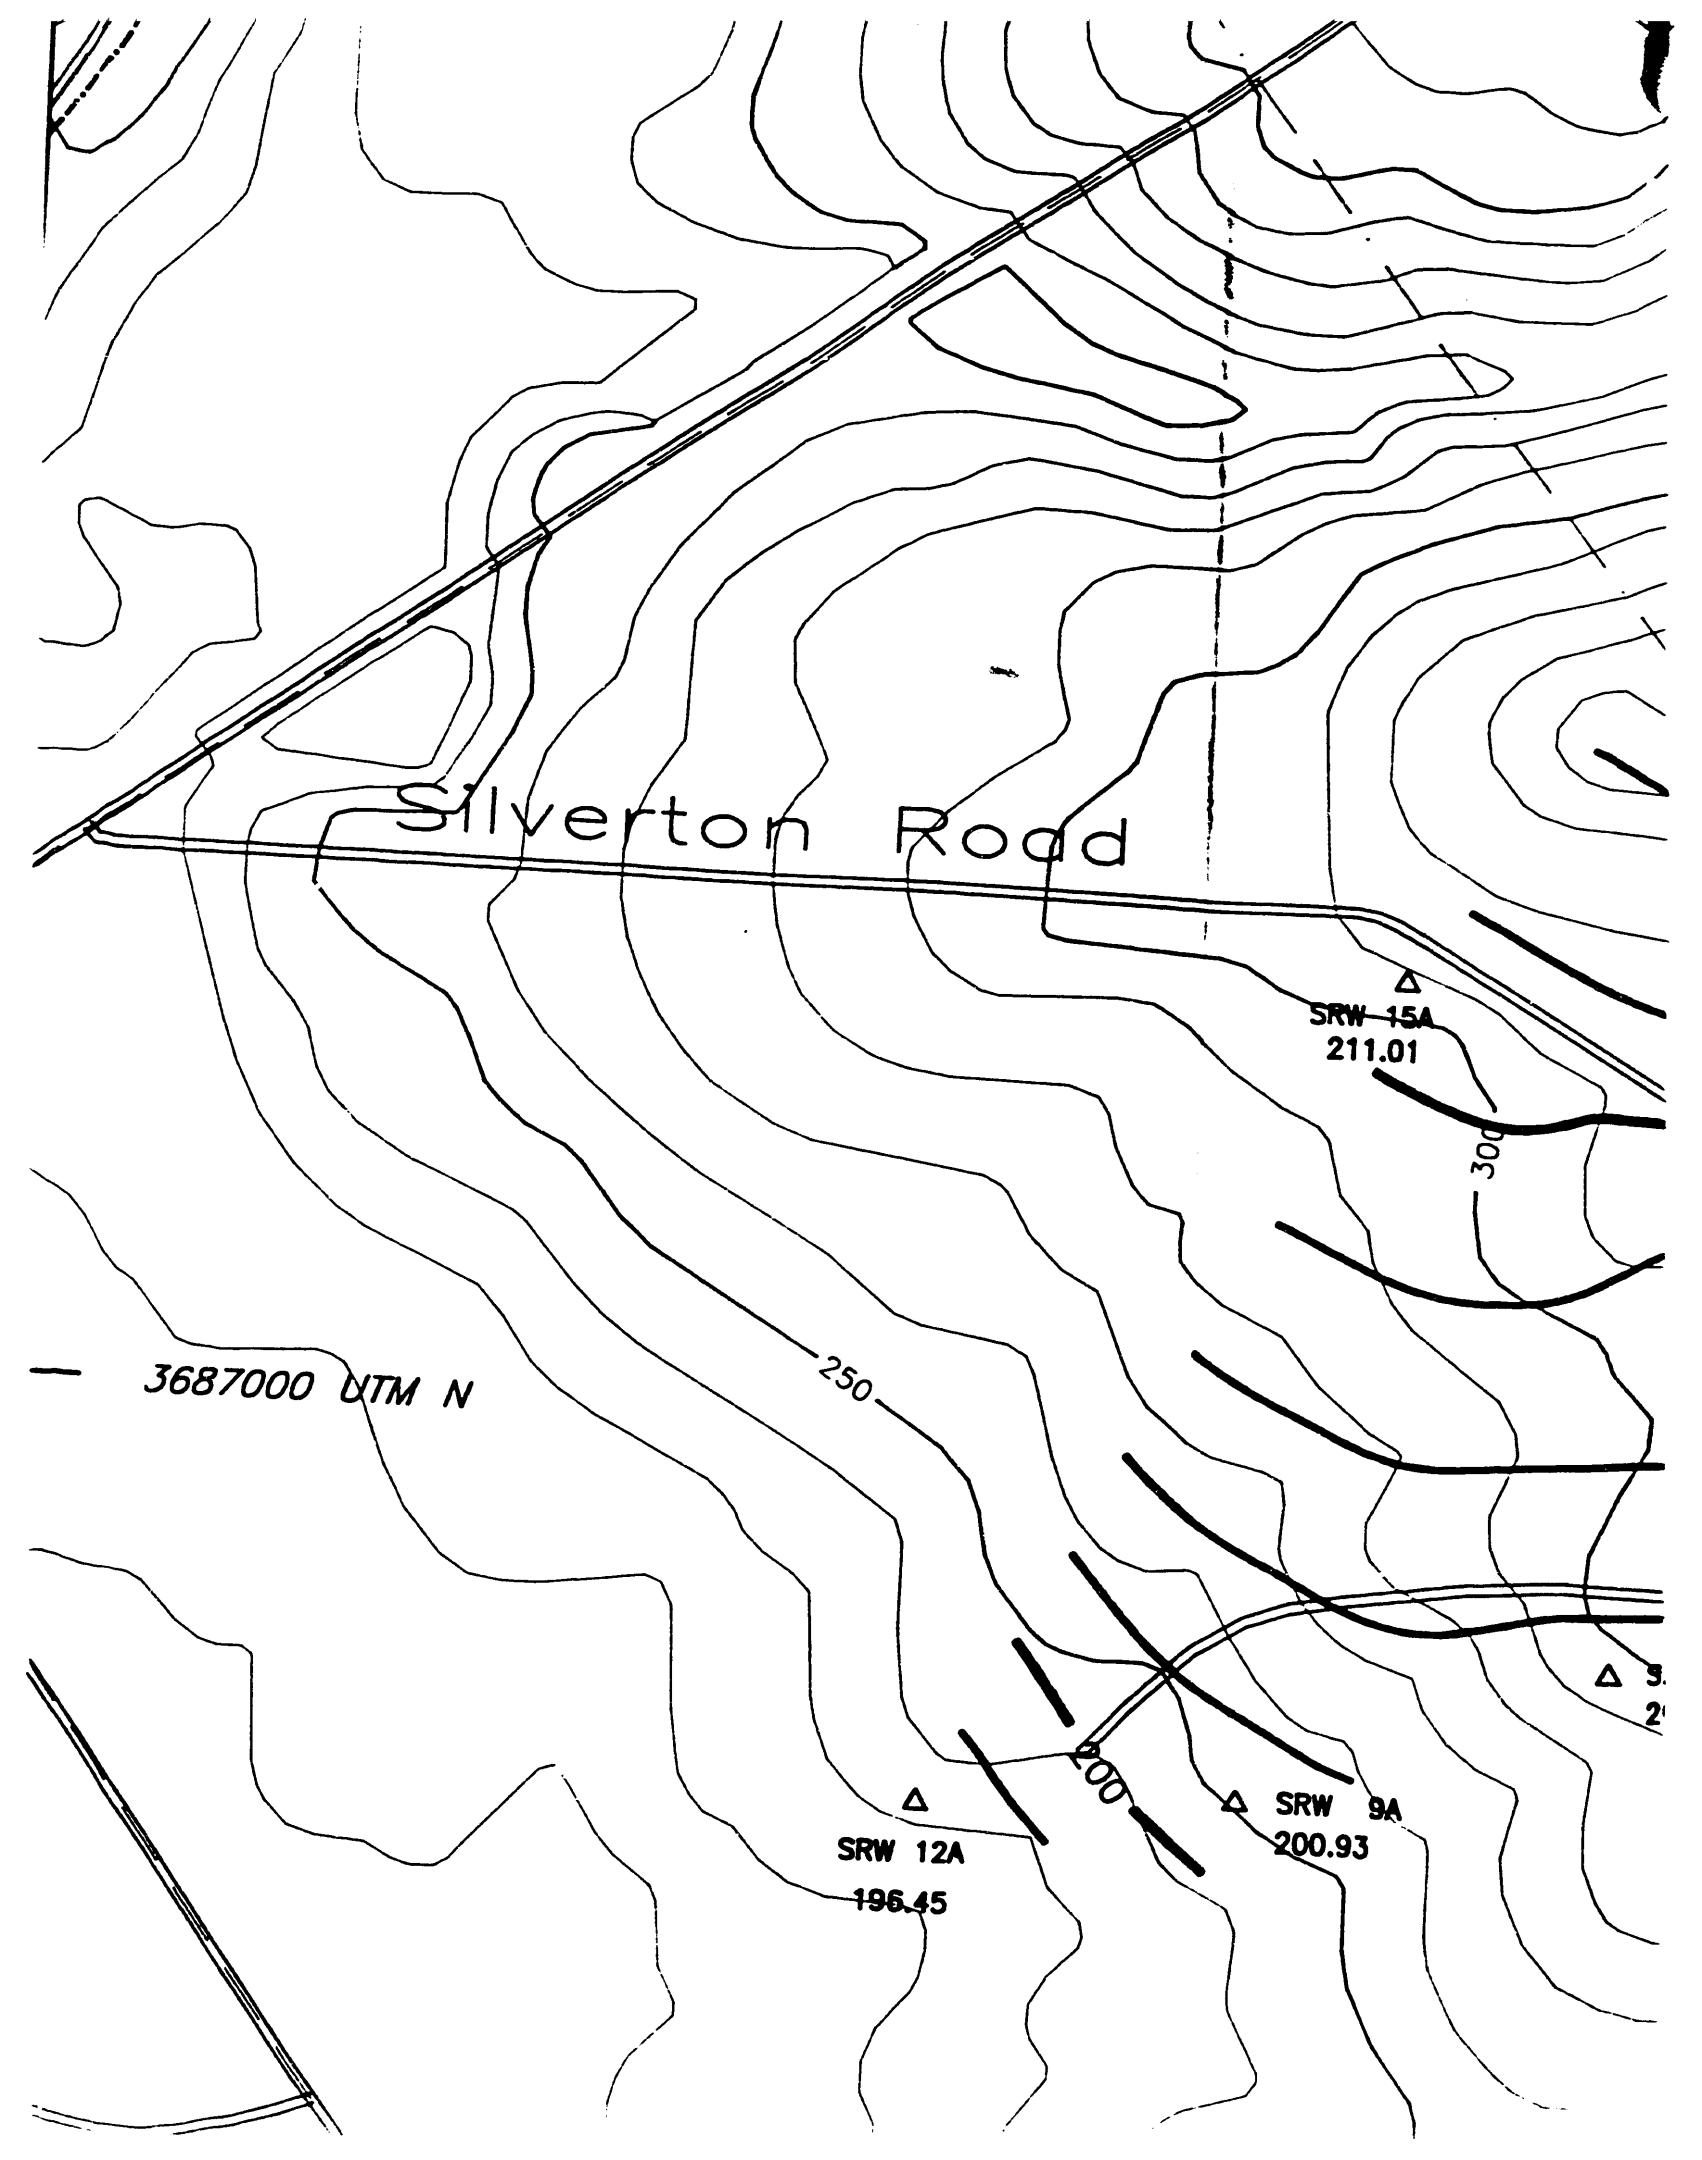 Silverton Road
SRW 15A
211.01
300
3687000 UTM N
250
200
SRW 9A
200.93
SRW 12A
196.45